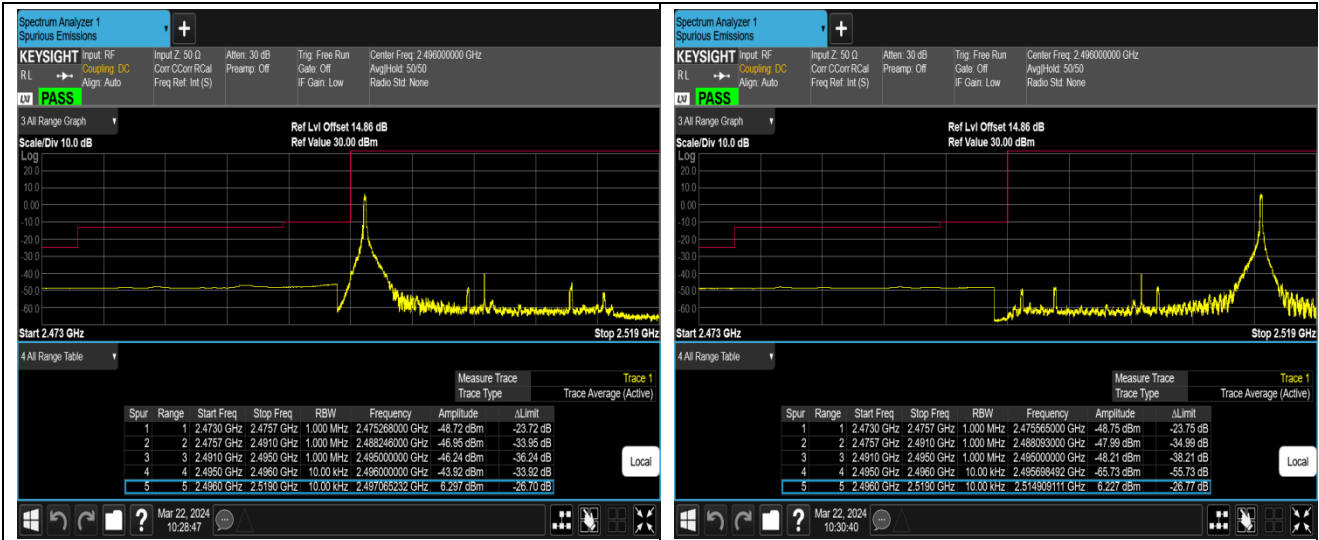 Spectrum Analyzer 1
Spurious Emissions
+
KEYSIGHT Input: RF Input Z: 50 Ω Atten: 30 dB Trig: Free Run Center Freq: 2.496000000 GHz
RL Coupling: DC Corr CCorr RCal Preamp: Off Gate: Off Avg|Hold: 50/50
Align: Auto Freq Ref: Int (S) IF Gain: Low Radio Std: None
LXI PASS
3 All Range Graph
Ref Lvl Offset 14.86 dB
Scale/Div 10.0 dB Ref Value 30.00 dBm
Log
20.0
10.0
0.00
-10.0
-20.0
-30.0
-40.0
-50.0
-60.0
Start 2.473 GHz Stop 2.519 GHz
4 All Range Table
Measure Trace Trace 1
Trace Type Trace Average (Active)
Spur Range Start Freq Stop Freq RBW Frequency Amplitude ΔLimit
1 1 2.4730 GHz 2.4757 GHz 1.000 MHz 2.475268000 GHz -48.72 dBm -23.72 dB
2 2 2.4757 GHz 2.4910 GHz 1.000 MHz 2.488246000 GHz -46.95 dBm -33.95 dB
3 3 2.4910 GHz 2.4950 GHz 1.000 MHz 2.495000000 GHz -46.24 dBm -36.24 dB
4 4 2.4950 GHz 2.4960 GHz 10.00 kHz 2.496000000 GHz -43.92 dBm -33.92 dB
5 5 2.4960 GHz 2.5190 GHz 10.00 kHz 2.497065232 GHz 6.297 dBm -26.70 dB
Local
?
Mar 22, 2024
10:28:47
Spectrum Analyzer 1
Spurious Emissions
+
KEYSIGHT Input: RF Input Z: 50 Ω Atten: 30 dB Trig: Free Run Center Freq: 2.496000000 GHz
RL Coupling: DC Corr CCorr RCal Preamp: Off Gate: Off Avg|Hold: 50/50
Align: Auto Freq Ref: Int (S) IF Gain: Low Radio Std: None
LXI PASS
3 All Range Graph
Ref Lvl Offset 14.86 dB
Scale/Div 10.0 dB Ref Value 30.00 dBm
Log
20.0
10.0
0.00
-10.0
-20.0
-30.0
-40.0
-50.0
-60.0
Start 2.473 GHz Stop 2.519 GHz
4 All Range Table
Measure Trace Trace 1
Trace Type Trace Average (Active)
Spur Range Start Freq Stop Freq RBW Frequency Amplitude ΔLimit
1 1 2.4730 GHz 2.4757 GHz 1.000 MHz 2.475565000 GHz -48.75 dBm -23.75 dB
2 2 2.4757 GHz 2.4910 GHz 1.000 MHz 2.488093000 GHz -47.99 dBm -34.99 dB
3 3 2.4910 GHz 2.4950 GHz 1.000 MHz 2.495000000 GHz -48.21 dBm -38.21 dB
4 4 2.4950 GHz 2.4960 GHz 10.00 kHz 2.495698492 GHz -65.73 dBm -55.73 dB
5 5 2.4960 GHz 2.5190 GHz 10.00 kHz 2.514909111 GHz 6.227 dBm -26.77 dB
Local
?
Mar 22, 2024
10:30:40